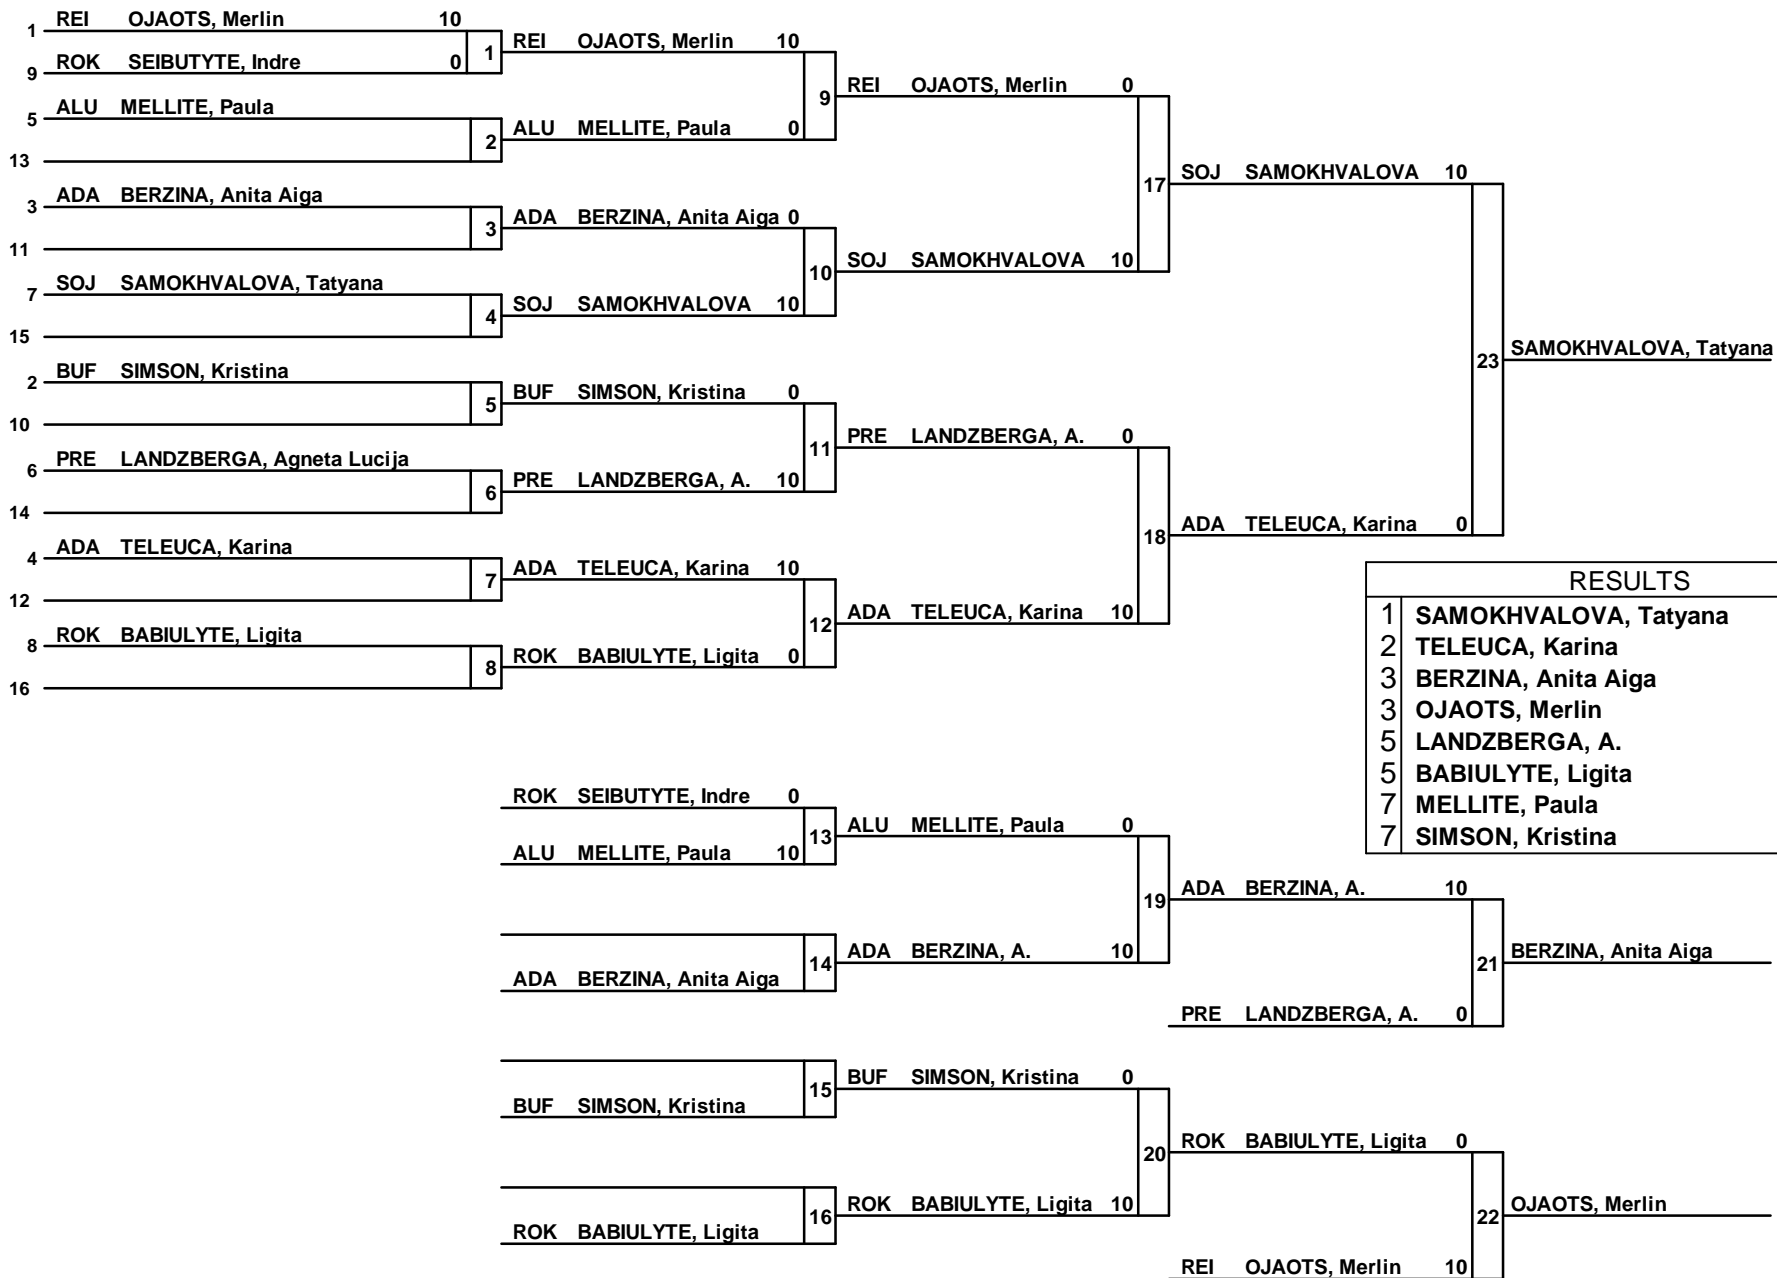 1 REI OJAOTS, Merlin 10
9 ROK SEIBUTYTE, Indre 0
1
5 ALU MELLITE, Paula
13
2
3 ADA BERZINA, Anita Aiga
11
3
7 SOJ SAMOKHVALOVA, Tatyana
15
4
2 BUF SIMSON, Kristina
10
5
6 PRE LANDZBERGA, Agneta Lucija
14
6
4 ADA TELEUCA, Karina
12
7
8 ROK BABIULYTE, Ligita
16
8
REI OJAOTS, Merlin 10
ALU MELLITE, Paula 0
9
ADA BERZINA, Anita Aiga 0
SOJ SAMOKHVALOVA 10
10
BUF SIMSON, Kristina 0
PRE LANDZBERGA, A. 10
11
ADA TELEUCA, Karina 10
ROK BABIULYTE, Ligita 0
12
REI OJAOTS, Merlin 0
SOJ SAMOKHVALOVA 10
17
PRE LANDZBERGA, A. 0
ADA TELEUCA, Karina 10
18
SOJ SAMOKHVALOVA 10
ADA TELEUCA, Karina 0
23
SAMOKHVALOVA, Tatyana
RESULTS
1 SAMOKHVALOVA, Tatyana
2 TELEUCA, Karina
3 BERZINA, Anita Aiga
3 OJAOTS, Merlin
5 LANDZBERGA, A.
5 BABIULYTE, Ligita
7 MELLITE, Paula
7 SIMSON, Kristina
ROK SEIBUTYTE, Indre 0
ALU MELLITE, Paula 10
13
ADA BERZINA, Anita Aiga
14
BUF SIMSON, Kristina
15
ROK BABIULYTE, Ligita
16
ALU MELLITE, Paula 0
ADA BERZINA, A. 10
19
BUF SIMSON, Kristina 0
ROK BABIULYTE, Ligita 10
20
ADA BERZINA, A. 10
PRE LANDZBERGA, A. 0
21
BERZINA, Anita Aiga
ROK BABIULYTE, Ligita 0
REI OJAOTS, Merlin 10
22
OJAOTS, Merlin